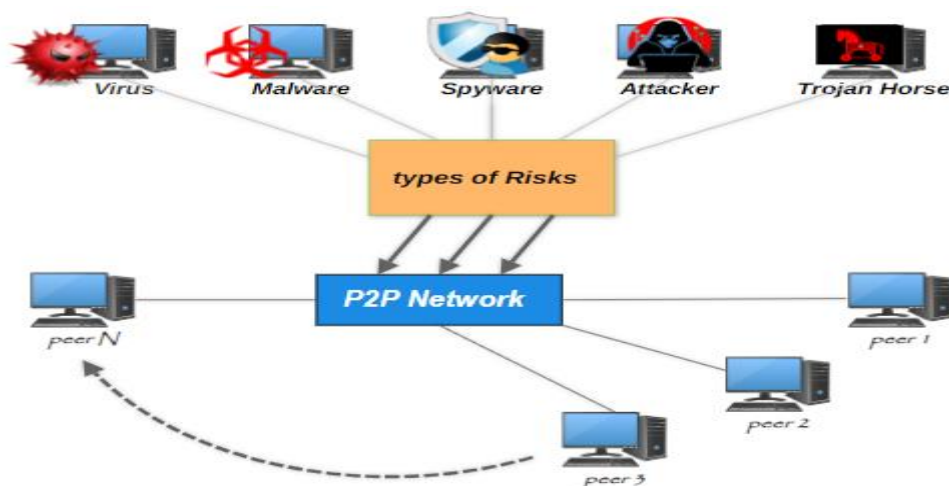 Virus
Malware
Spyware
Attacker
Trojan Horse
types of Risks
P2P Network
peer N
peer 1
peer 2
peer 3